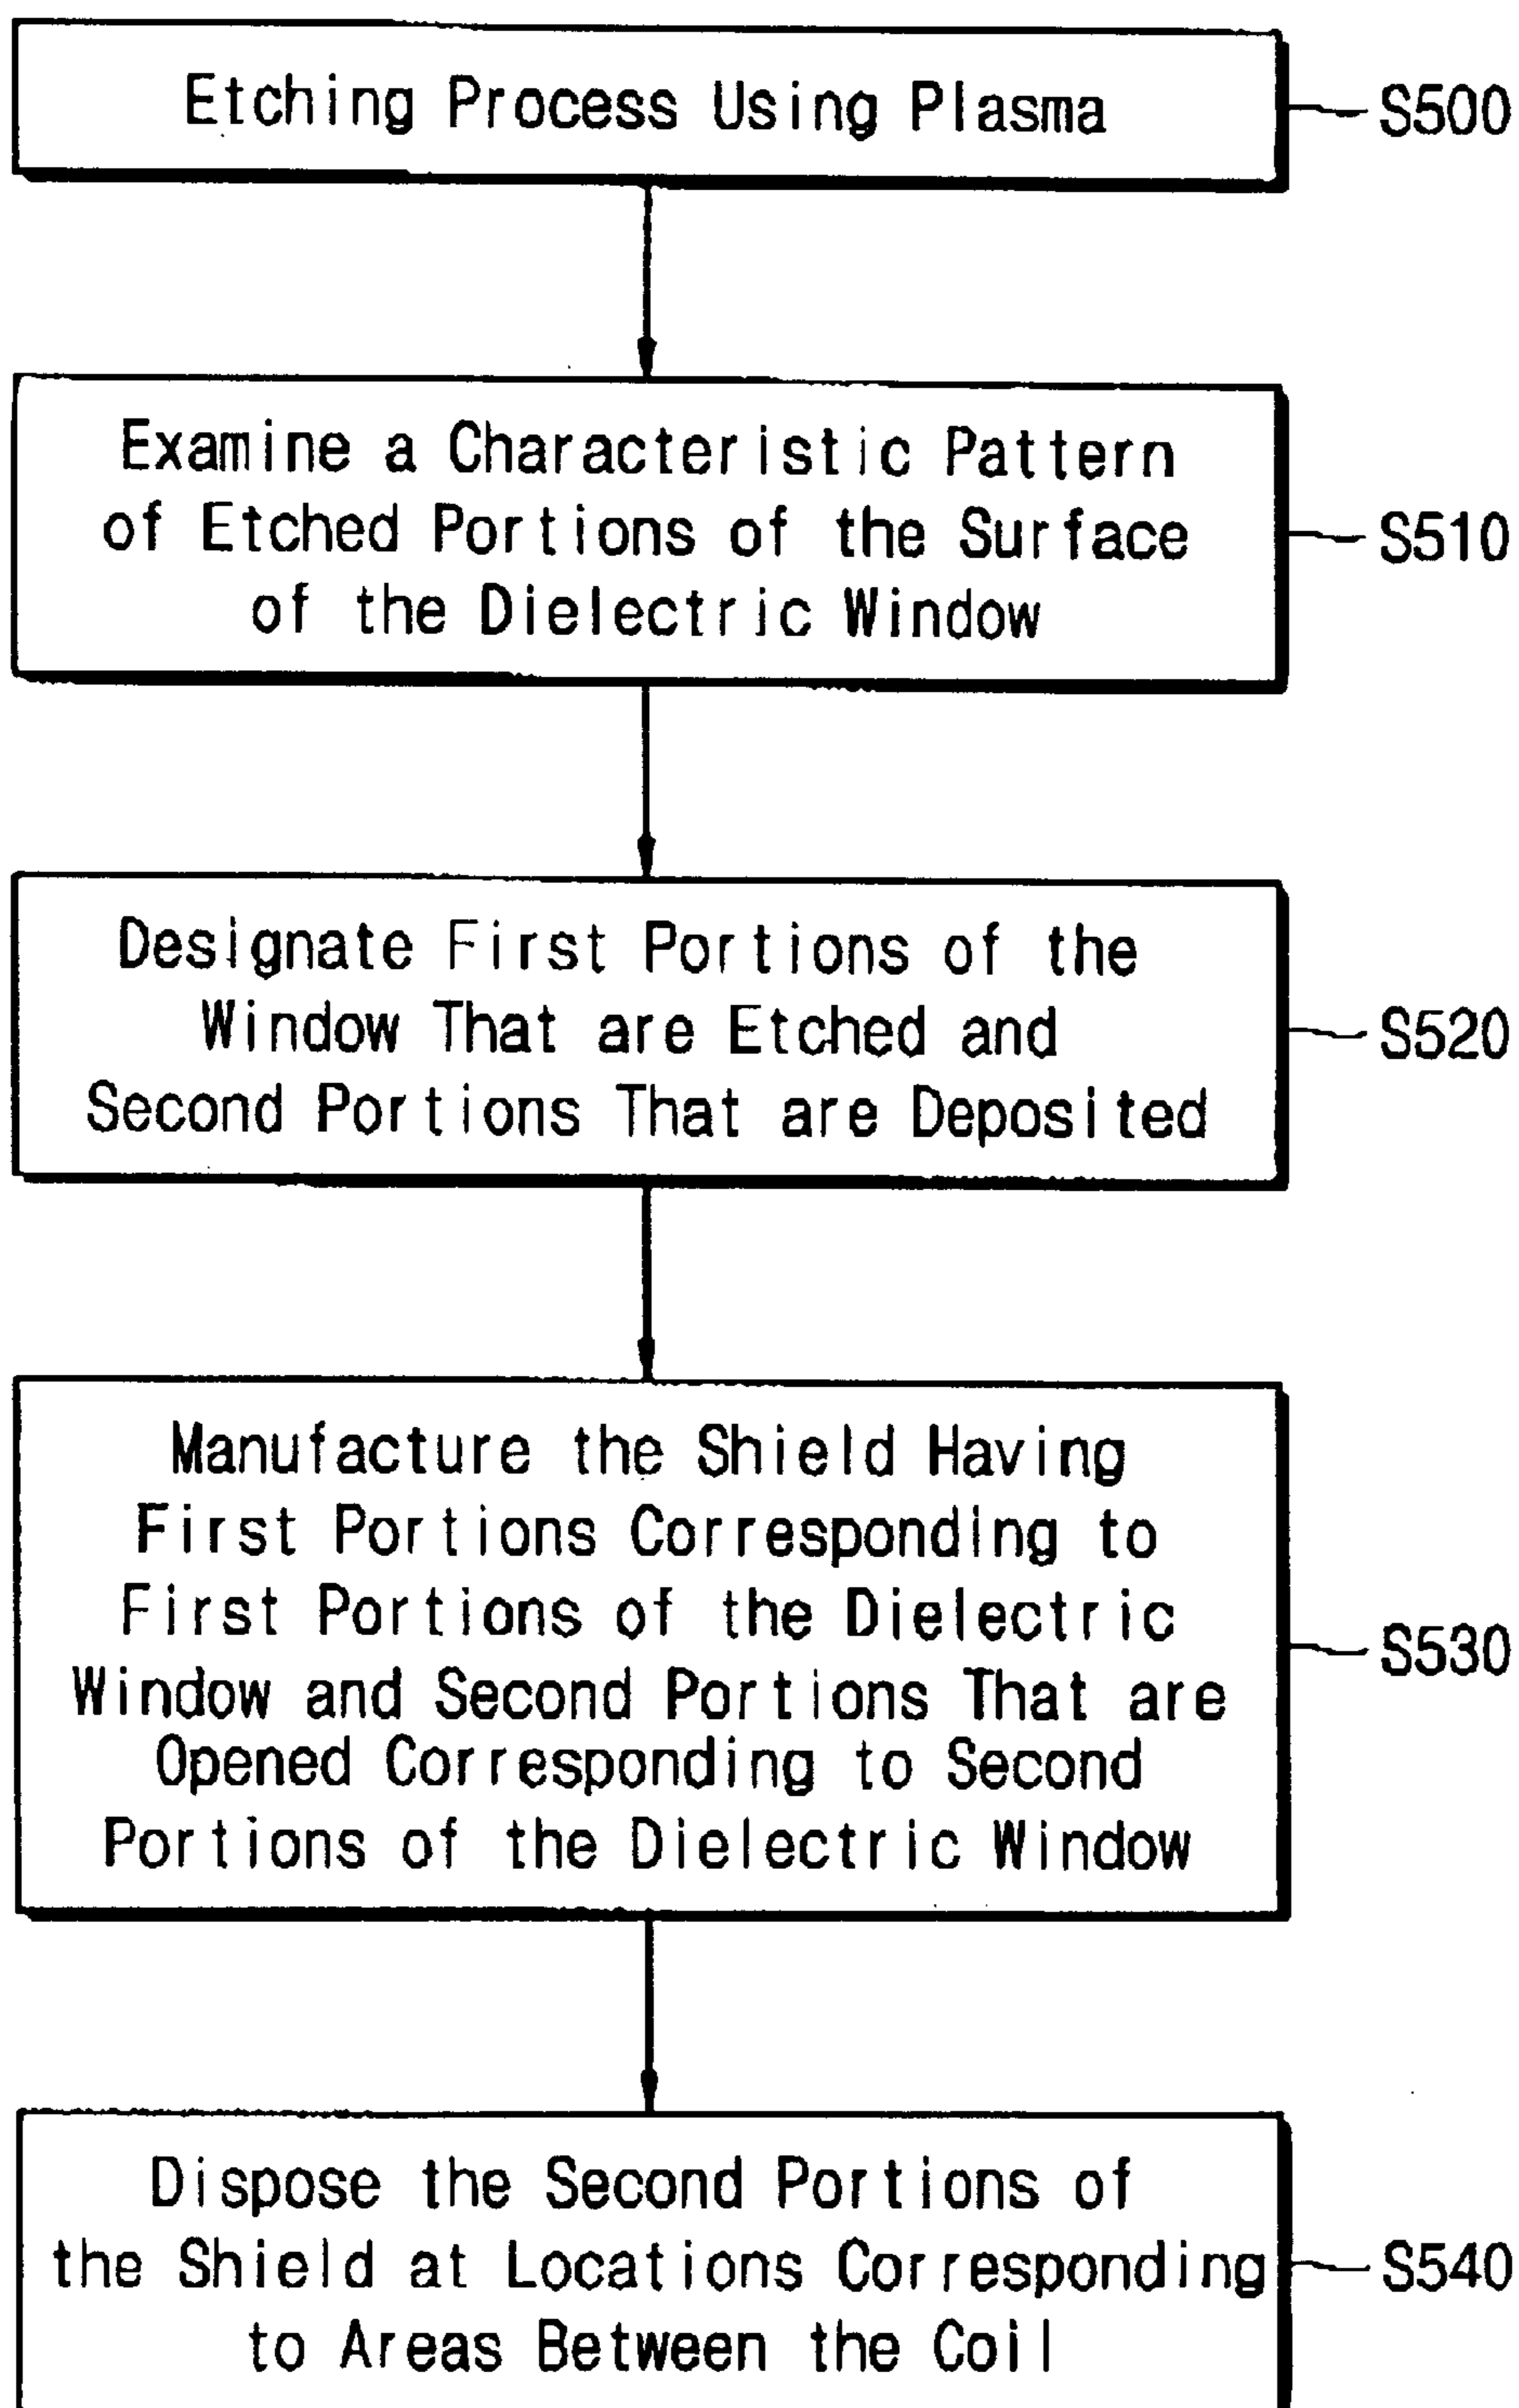 Etching Process Using Plasma
S500
Examine a Characteristic Pattern
of Etched Portions of the Surface
of the Dielectric Window
S510
Designate First Portions of the
Window That are Etched and
Second Portions That are Deposited
S520
Manufacture the Shield Having
First Portions Corresponding to
First Portions of the Dielectric
Window and Second Portions That are
Opened Corresponding to Second
Portions of the Dielectric Window
S530
Dispose the Second Portions of
the Shield at Locations Corresponding
to Areas Between the Coil
S540